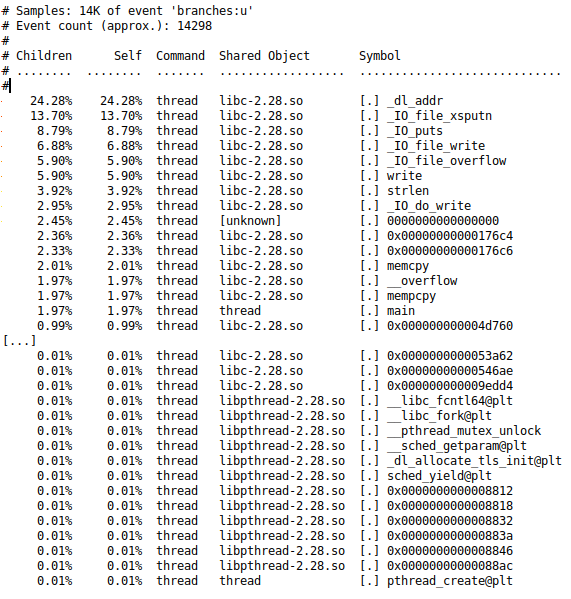 # Samples: 14K of event 'branches:u'
# Event count (approx.): 14298
#
# Children      Self  Command  Shared Object       Symbol
# ........  ........  .......  ..................  .............................
#
    24.28%    24.28%  thread   libc-2.28.so        [.] _dl_addr
    13.70%    13.70%  thread   libc-2.28.so        [.] _IO_file_xsputn
     8.79%     8.79%  thread   libc-2.28.so        [.] _IO_puts
     6.88%     6.88%  thread   libc-2.28.so        [.] _IO_file_write
     5.90%     5.90%  thread   libc-2.28.so        [.] _IO_file_overflow
     5.90%     5.90%  thread   libc-2.28.so        [.] write
     3.92%     3.92%  thread   libc-2.28.so        [.] strlen
     2.95%     2.95%  thread   libc-2.28.so        [.] _IO_do_write
     2.45%     2.45%  thread   [unknown]           [.] 0000000000000000
     2.36%     2.36%  thread   libc-2.28.so        [.] 0x00000000000176c4
     2.33%     2.33%  thread   libc-2.28.so        [.] 0x00000000000176c6
     2.01%     2.01%  thread   libc-2.28.so        [.] memcpy
     1.97%     1.97%  thread   libc-2.28.so        [.] __overflow
     1.97%     1.97%  thread   libc-2.28.so        [.] mempcpy
     1.97%     1.97%  thread   thread              [.] main
     0.99%     0.99%  thread   libc-2.28.so        [.] 0x000000000004d760
[...]
     0.01%     0.01%  thread   libc-2.28.so        [.] 0x0000000000053a62
     0.01%     0.01%  thread   libc-2.28.so        [.] 0x00000000000546ae
     0.01%     0.01%  thread   libc-2.28.so        [.] 0x000000000009edd4
     0.01%     0.01%  thread   libpthread-2.28.so  [.] __libc_fcntl64@plt
     0.01%     0.01%  thread   libpthread-2.28.so  [.] __libc_fork@plt
     0.01%     0.01%  thread   libpthread-2.28.so  [.] __pthread_mutex_unlock
     0.01%     0.01%  thread   libpthread-2.28.so  [.] __sched_getparam@plt
     0.01%     0.01%  thread   libpthread-2.28.so  [.] _dl_allocate_tls_init@plt
     0.01%     0.01%  thread   libpthread-2.28.so  [.] sched_yield@plt
     0.01%     0.01%  thread   libpthread-2.28.so  [.] 0x0000000000008812
     0.01%     0.01%  thread   libpthread-2.28.so  [.] 0x0000000000008818
     0.01%     0.01%  thread   libpthread-2.28.so  [.] 0x0000000000008832
     0.01%     0.01%  thread   libpthread-2.28.so  [.] 0x000000000000883a
     0.01%     0.01%  thread   libpthread-2.28.so  [.] 0x0000000000008846
     0.01%     0.01%  thread   libpthread-2.28.so  [.] 0x00000000000088ac
     0.01%     0.01%  thread   thread              [.] pthread_create@plt